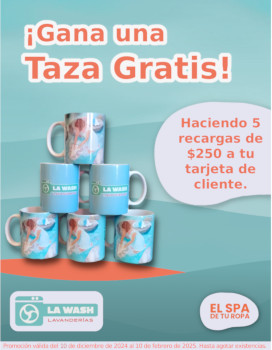 ¡Gana una
Taza Gratis!
Haciendo 5
recargas de
$250 a tu
tarjeta de
cliente.
LA WASH
LA WASH
LA WASH
LAVANDERÍAS
EL SPA
DE TU ROPA
Promoción válida del 10 de diciembre de 2024 al 10 de febrero de 2025. Hasta agotar existencias.